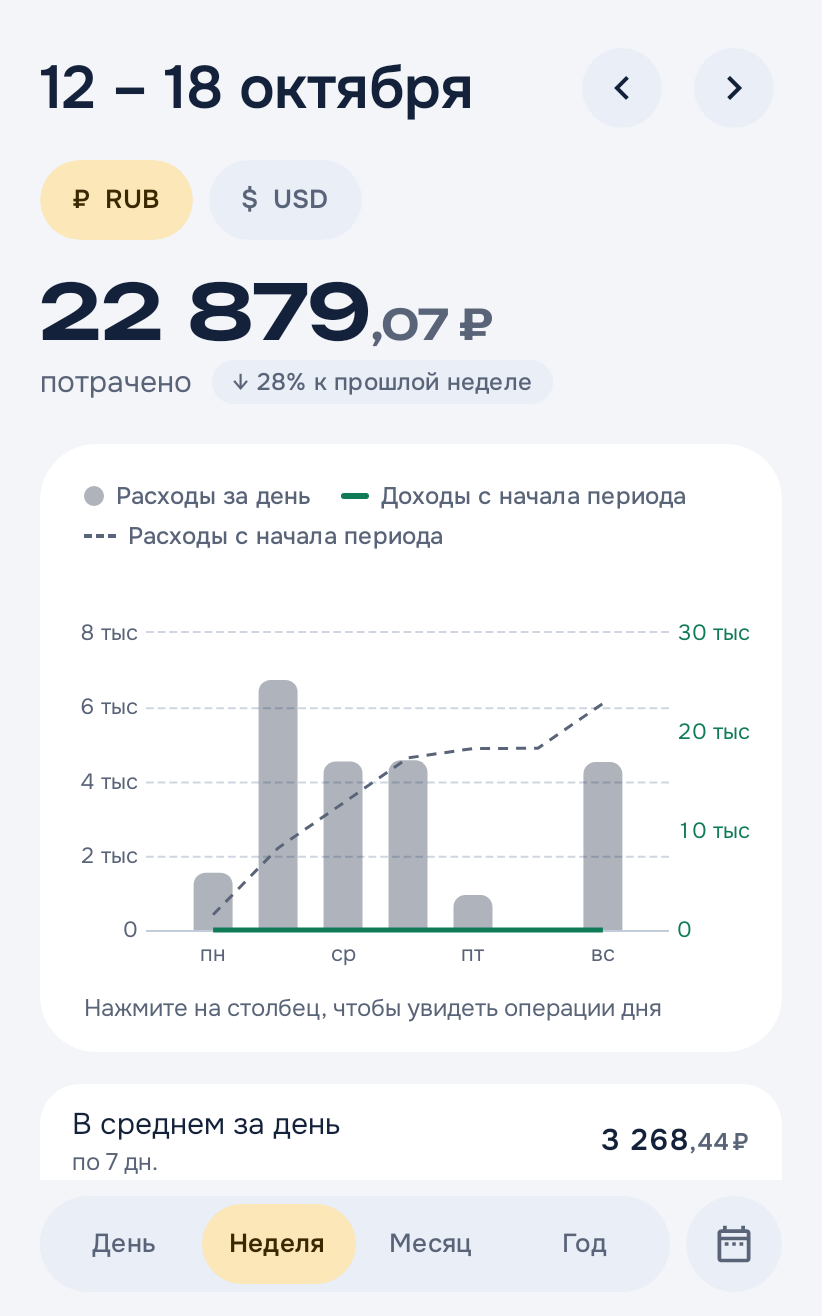 12 – 18 октября
₽ RUB
$ USD
22 879,07 ₽
потрачено
↓ 28% к прошлой неделе
Расходы за день
Доходы с начала периода
Расходы с начала периода
8 тыс
30 тыс
6 тыс
20 тыс
4 тыс
10 тыс
2 тыс
0
0
пн
ср
пт
вс
Нажмите на столбец, чтобы увидеть операции дня
В среднем за день
3 268,44 ₽
по 7 дн.
День
Неделя
Месяц
Год